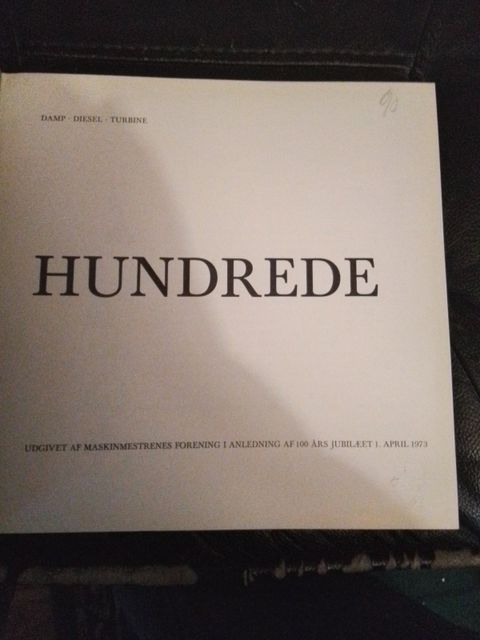 DAMP · DIESEL · TURBINE
HUNDREDE
UDGIVET AF MASKINMESTRENES FORENING I ANLEDNING AF 100 ÅRS JUBILÆET 1. APRIL 1973